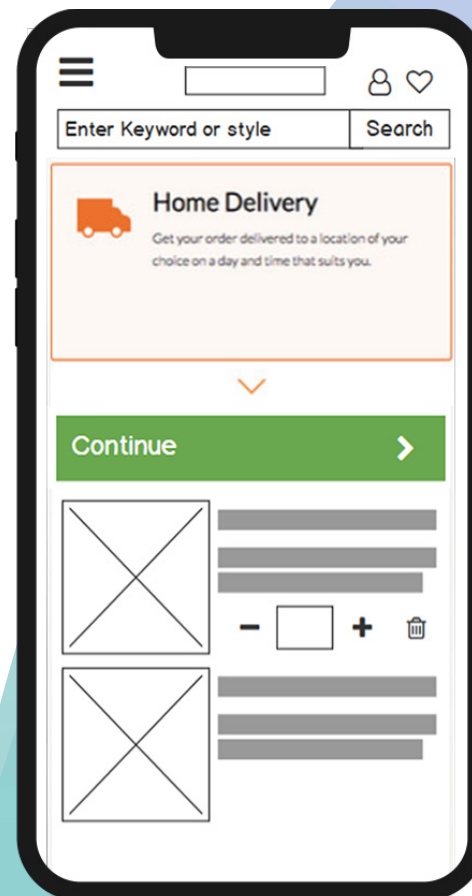 Enter Keyword or style
Search
Home Delivery
Get your order delivered to a location of your
choice on a day and time that suits you.
Continue